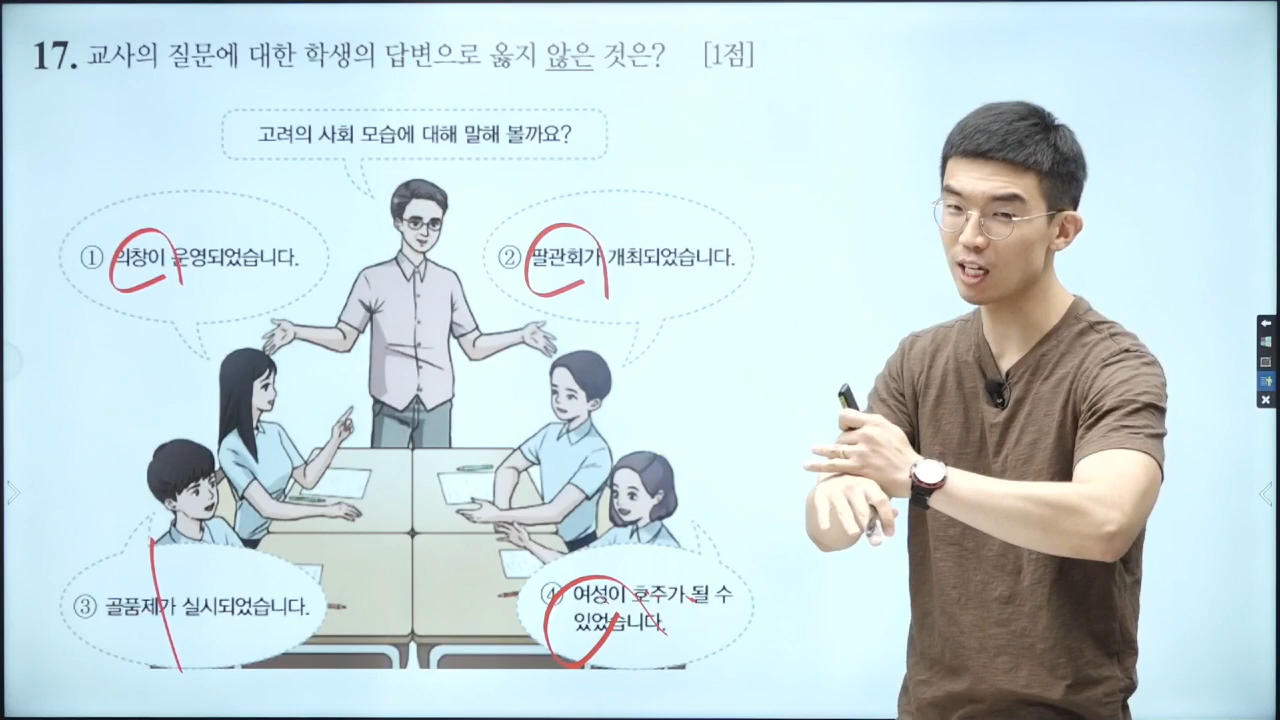 17. 교사의 질문에 대한 학생의 답변으로 옳지 않은 것은? [1점]
고려의 사회 모습에 대해 말해 볼까요?
① 의창이 운영되었습니다.
② 팔관회가 개최되었습니다.
③ 골품제가 실시되었습니다.
④ 여성이 호주가 될 수
있었습니다.